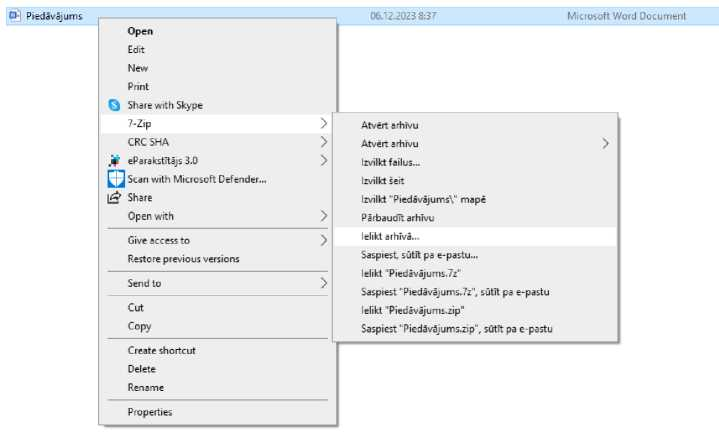 Piedāvājums 06.12.2023 8:37 Microsoft Word Document
Open
Edit
New
Print
Share with Skype
7-Zip
CRC SHA
eParakstītājs 3.0
Scan with Microsoft Defender...
Share
Open with
Give access to
Restore previous versions
Send to
Cut
Copy
Create shortcut
Delete
Rename
Properties
Atvērt arhīvu
Atvērt arhīvu
Izvilkt failus...
Izvilkt šeit
Izvilkt "Piedāvājums\" mapē
Pārbaudīt arhīvu
Ielikt arhīvā...
Saspiest, sūtīt pa e-pastu...
Ielikt "Piedāvājums.7z"
Saspiest "Piedāvājums.7z", sūtīt pa e-pastu
Ielikt "Piedāvājums.zip"
Saspiest "Piedāvājums.zip", sūtīt pa e-pastu